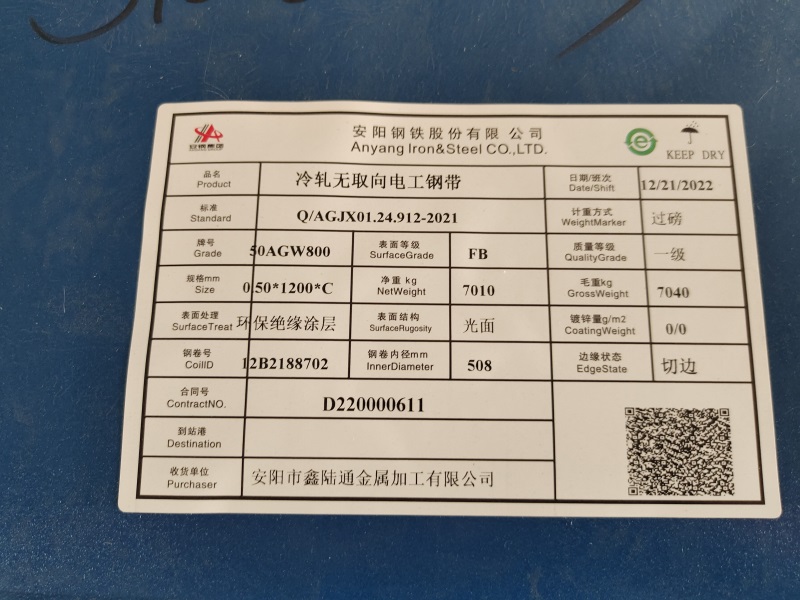 安阳钢铁股份有限公司
Anyang Iron&Steel CO.,LTD.
安钢集团
KEEP DRY
品名 Product 冷轧无取向电工钢带 日期/班次 Date/Shift 12/21/2022
标准 Standard Q/AGJX01.24.912-2021 计重方式 WeightMarker 过磅
牌号 Grade 50AGW800 表面等级 SurfaceGrade FB 质量等级 QualityGrade 一级
规格mm Size 0.50*1200*C 净重 kg NetWeight 7010 毛重kg GrossWeight 7040
表面处理 SurfaceTreat 环保绝缘涂层 表面结构 SurfaceRugosity 光面 镀锌量g/m2 CoatingWeight 0/0
钢卷号 CoilID 12B2188702 钢卷内径mm InnerDiameter 508 边缘状态 EdgeState 切边
合同号 ContractNO. D220000611
到站港 Destination
收货单位 Purchaser 安阳市鑫陆通金属加工有限公司